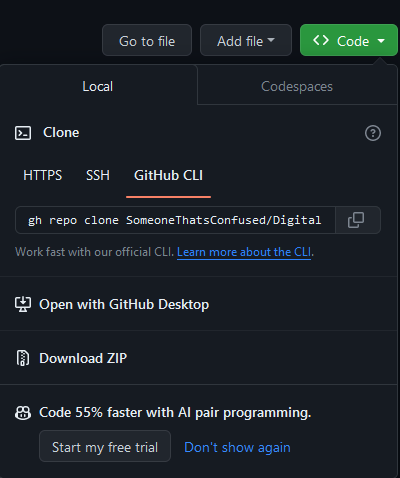 Go to file
Add file
Code
Local
Codespaces
Clone
HTTPS
SSH
GitHub CLI
gh repo clone SomeoneThatsConfused/Digital
Work fast with our official CLI. Learn more about the CLI.
Open with GitHub Desktop
Download ZIP
Code 55% faster with AI pair programming.
Start my free trial
Don't show again